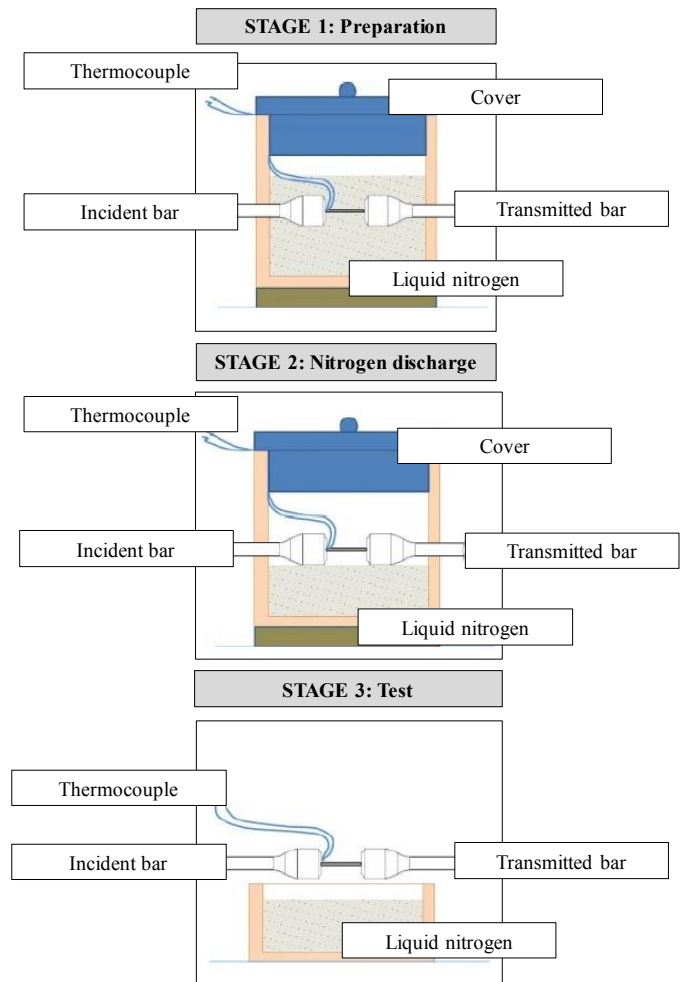 STAGE 1: Preparation
Thermocouple
Cover
Incident bar
Transmitted bar
Liquid nitrogen
STAGE 2: Nitrogen discharge
Thermocouple
Cover
Incident bar
Transmitted bar
Liquid nitrogen
STAGE 3: Test
Thermocouple
Incident bar
Transmitted bar
Liquid nitrogen